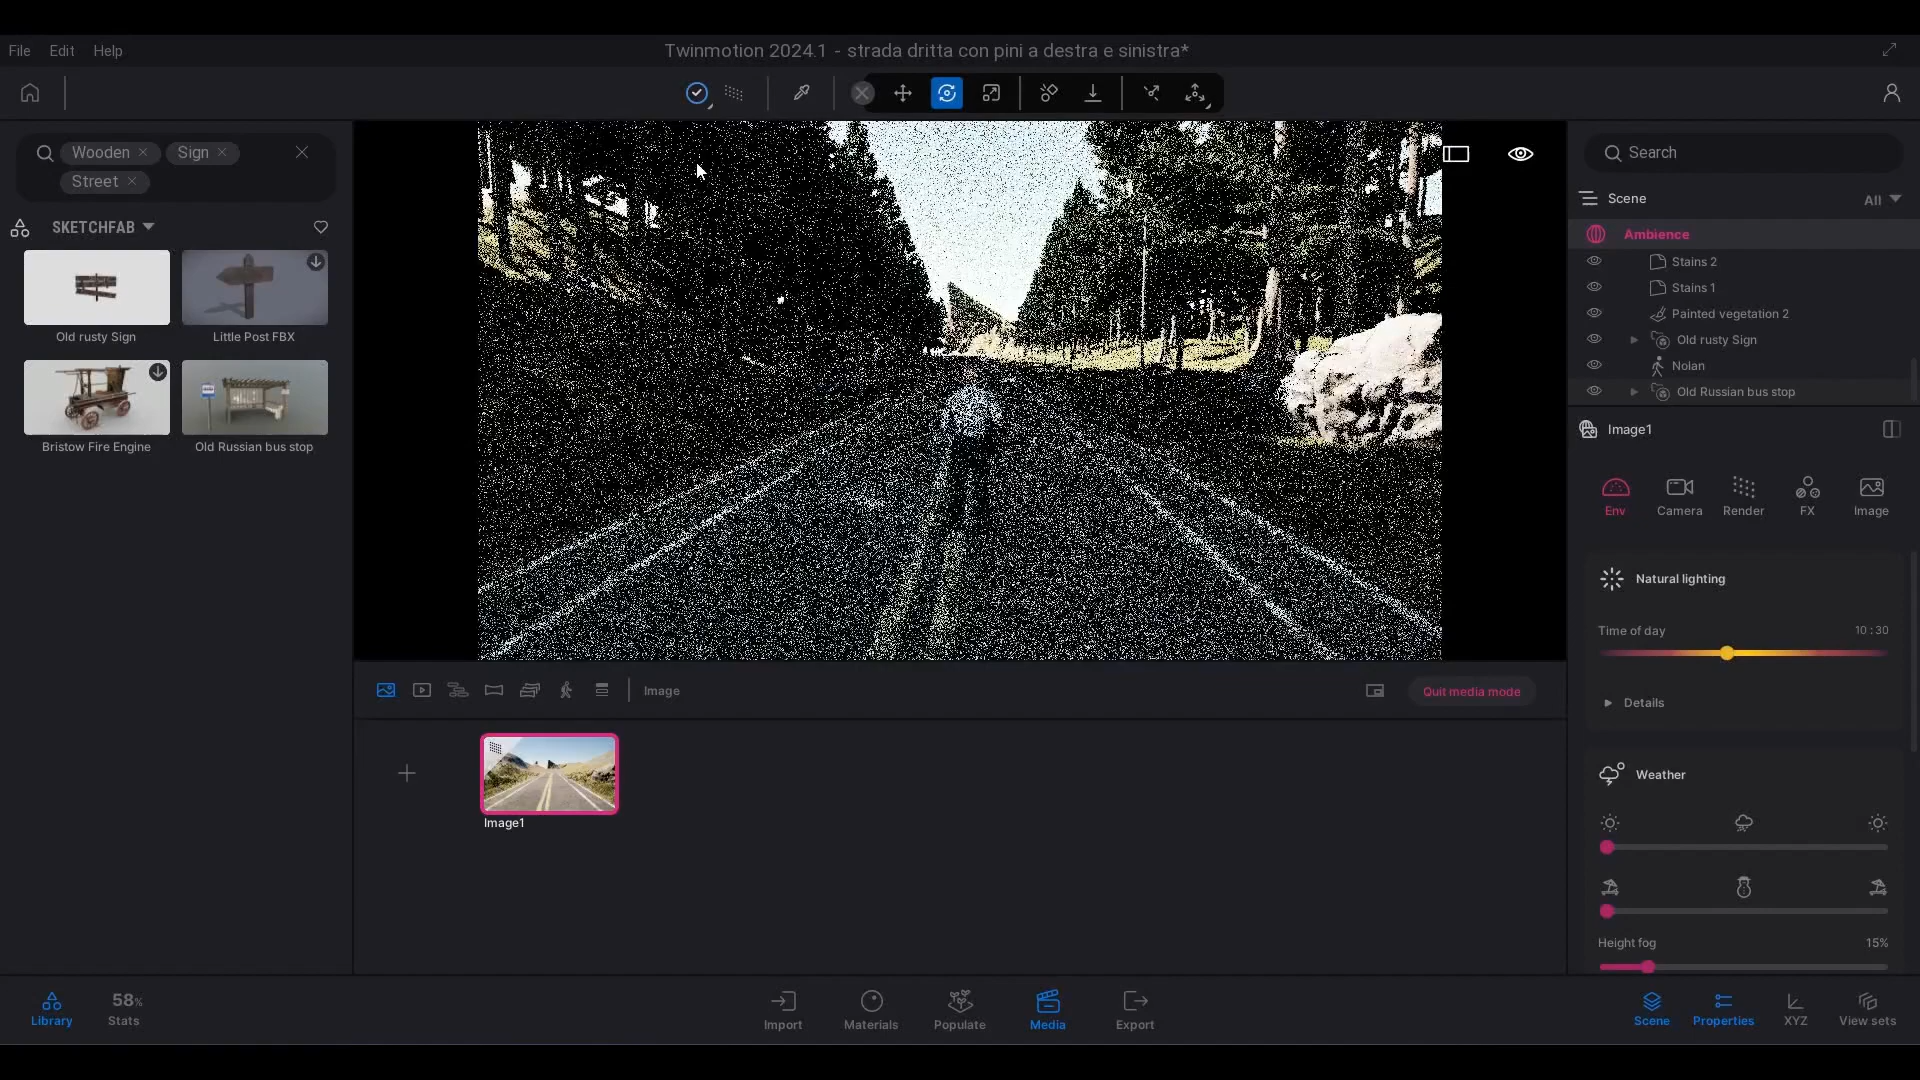 File Edit Help
Twinmotion 2024.1 - strada dritta con pini a destra e sinistra*
Wooden Sign
Street
SKETCHFAB
Old rusty Sign
Little Post FBX
Bristow Fire Engine
Old Russian bus stop
Search
Scene All
Ambience
Stains 2
Stains 1
Painted vegetation 2
Old rusty Sign
Nolan
Old Russian bus stop
Image1
Env Camera Render FX Image
Natural lighting
Time of day 10:30
Details
Weather
Height fog 15%
Image
Quit media mode
Image1
Library
58%
Stats
Import Materials Populate Media Export
Scene Properties XYZ View sets